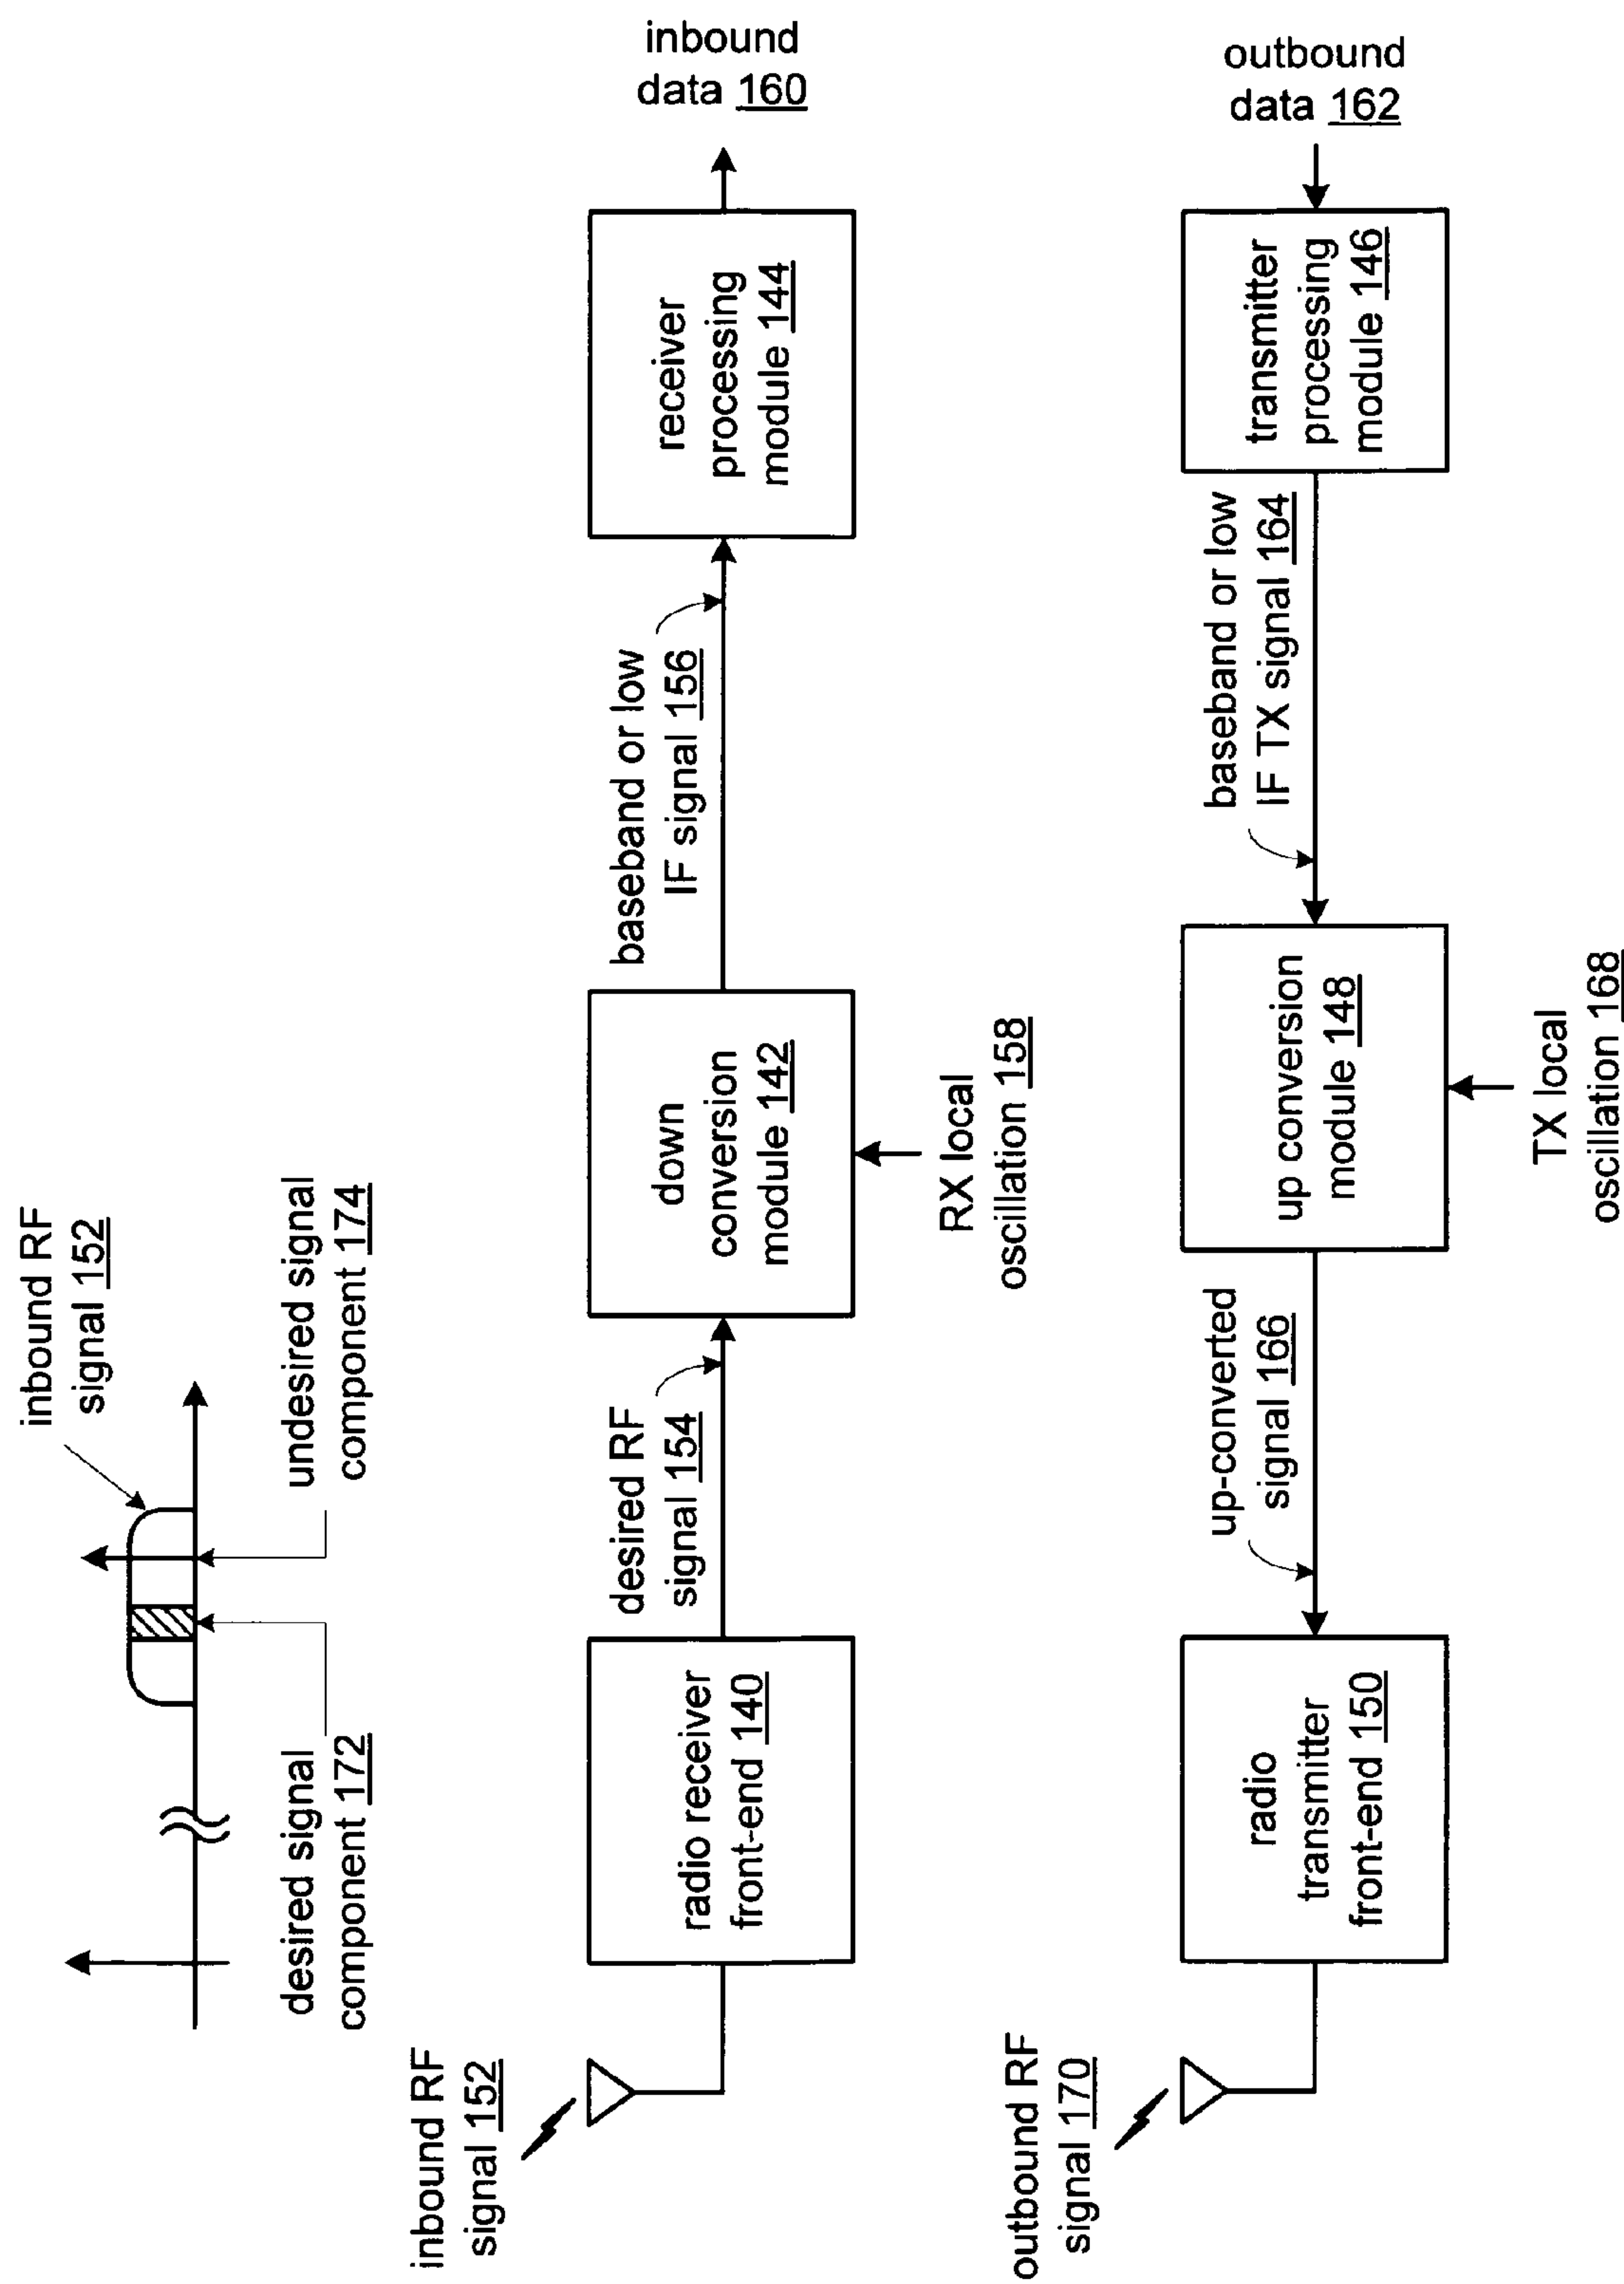 inbound RF
signal 152
desired signal
component 172
undesired signal
component 174
inbound RF
signal 152
radio receiver
front-end 140
desired RF
signal 154
down
conversion
module 142
RX local
oscillation 158
baseband or low
IF signal 156
receiver
processing
module 144
inbound
data 160
outbound RF
signal 170
radio
transmitter
front-end 150
up-converted
signal 166
up conversion
module 148
TX local
oscillation 168
baseband or low
IF TX signal 164
transmitter
processing
module 146
outbound
data 162